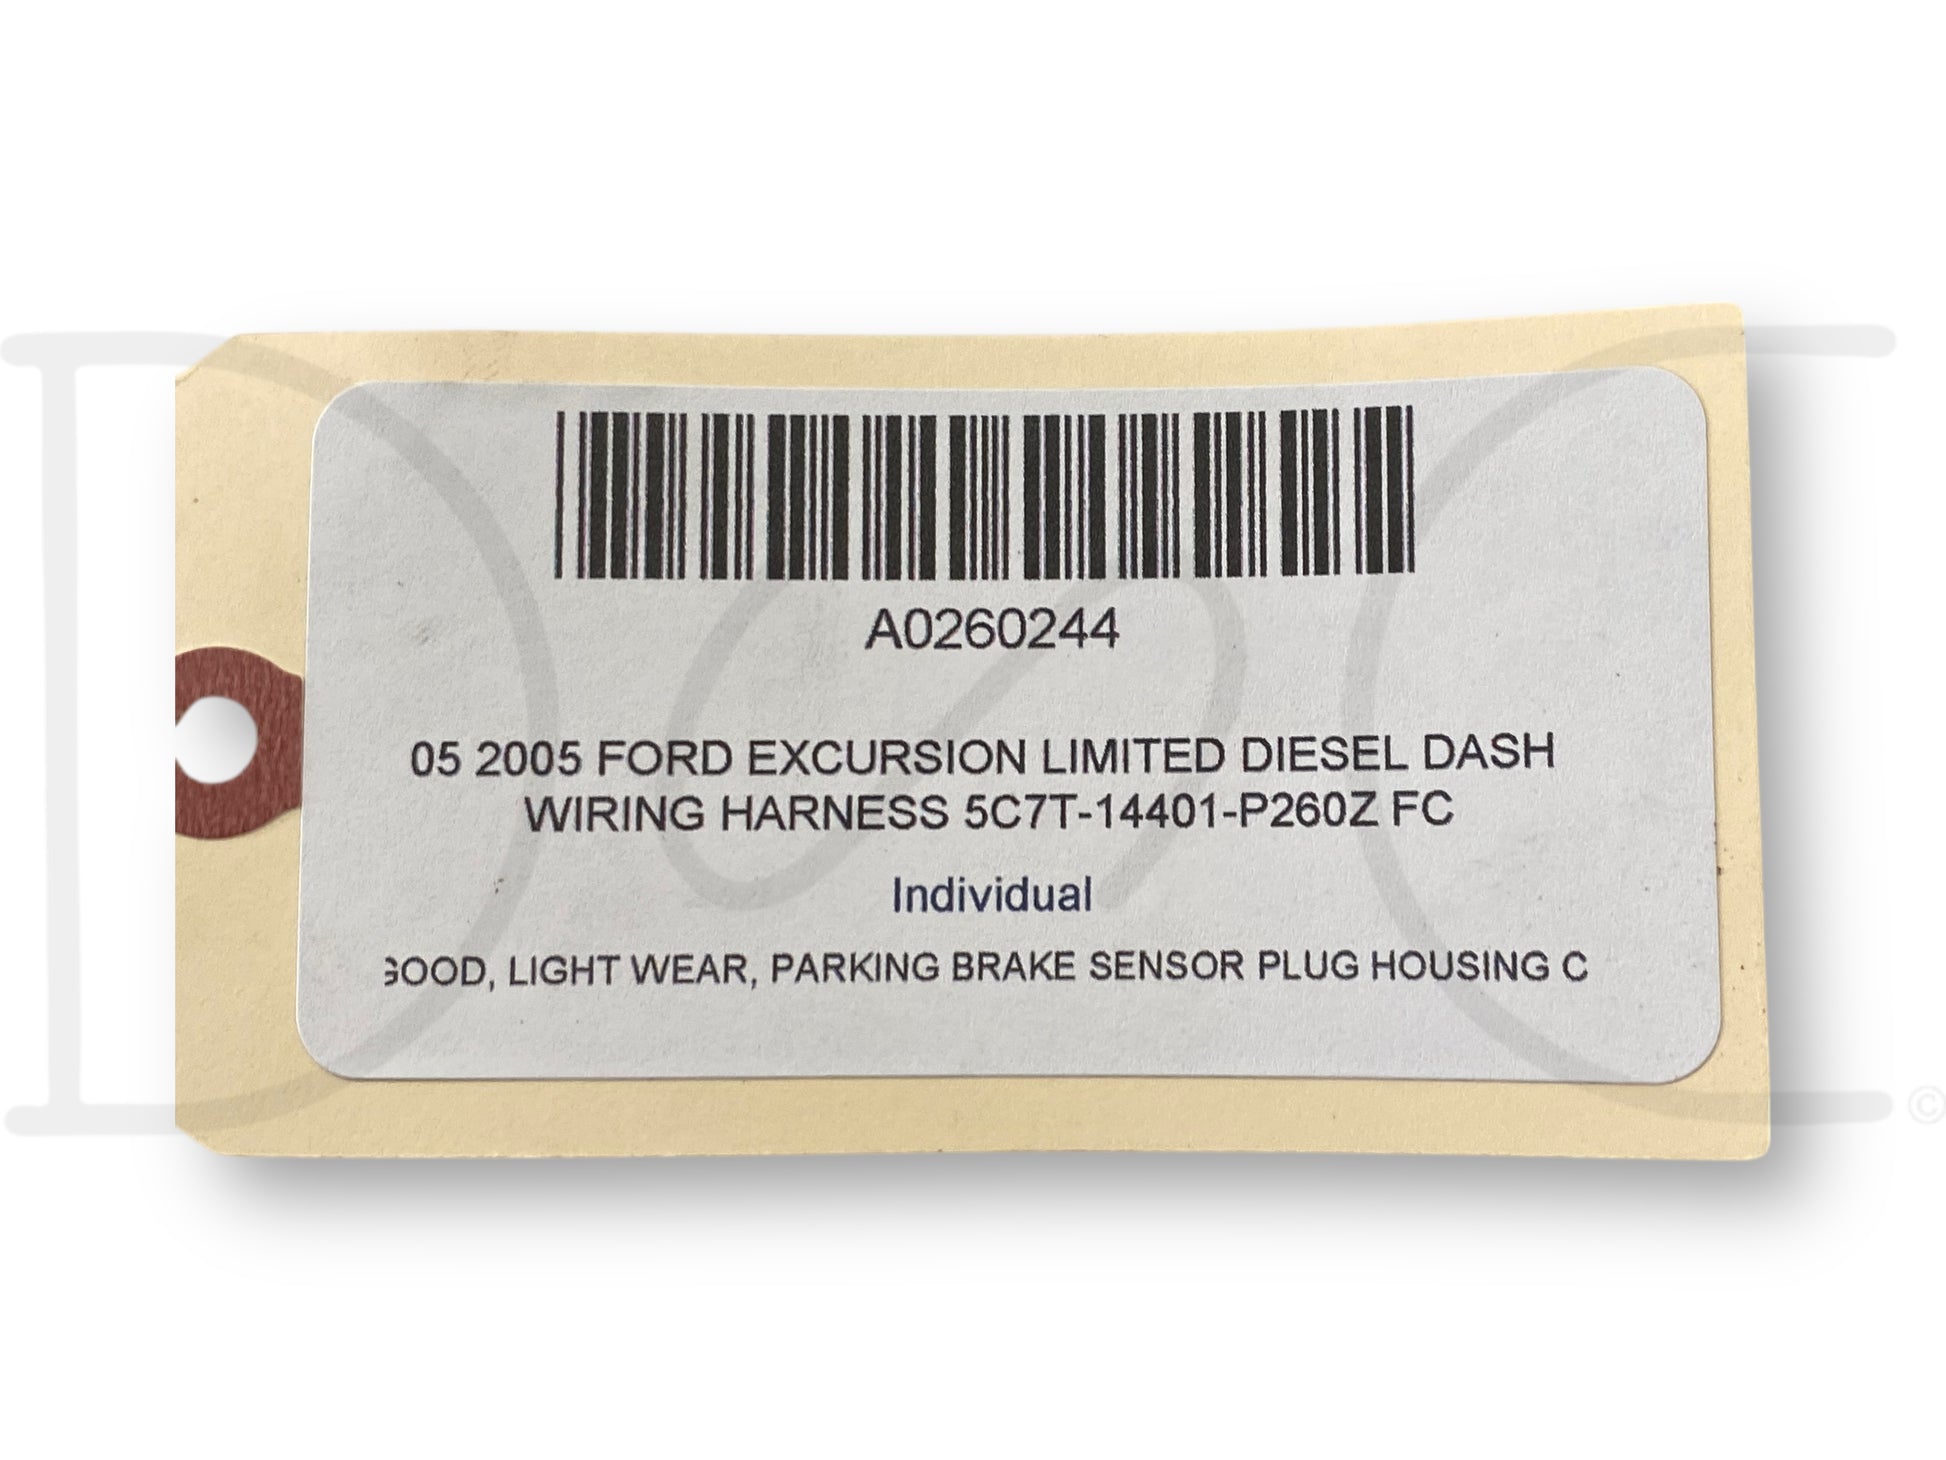 A0260244
05 2005 FORD EXCURSION LIMITED DIESEL DASH
WIRING HARNESS 5C7T-14401-P260Z FC
Individual
GOOD, LIGHT WEAR, PARKING BRAKE SENSOR PLUG HOUSING C
©